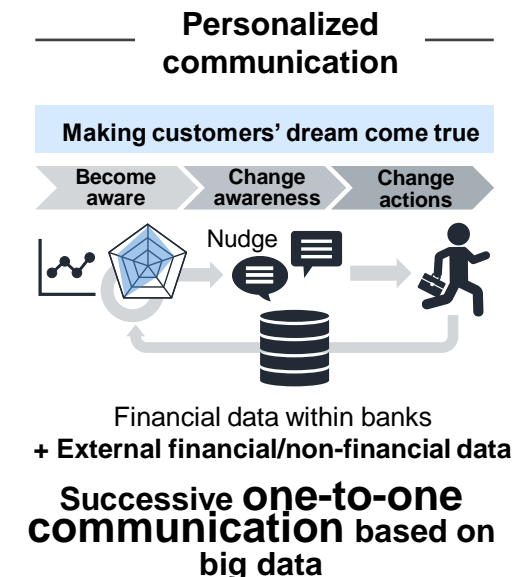 Personalized
communication
Making customers’ dream come true
Become
aware
Change
awareness
Change
actions
Nudge
Financial data within banks
+ External financial/non-financial data
Successive one-to-one
communication based on
big data